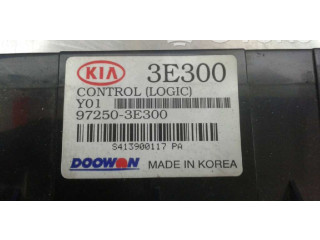 KIA 3E300
CONTROL (LOGIC)
Y01
97250-3E300
S413900117 PA
DOOWON MADE IN KOREA